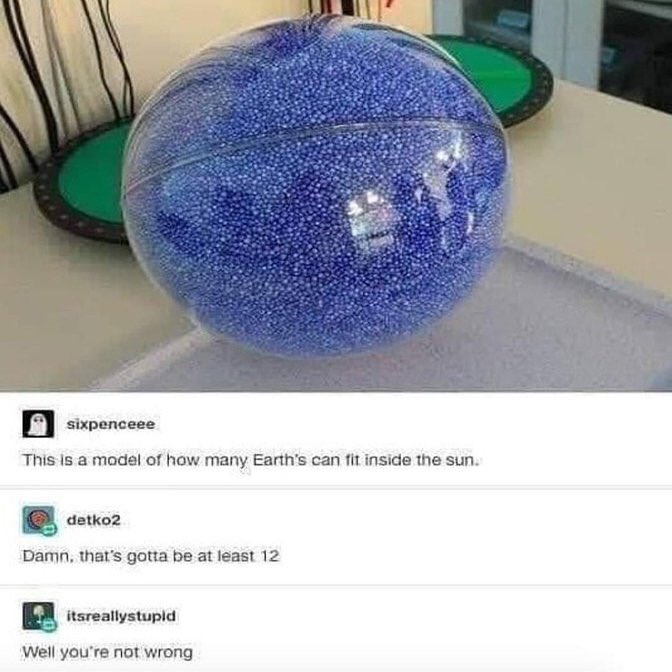 sixpenceee
This is a model of how many Earth's can fit inside the sun.
detko2
Damn, that's gotta be at least 12
itsreallystupid
Well you're not wrong